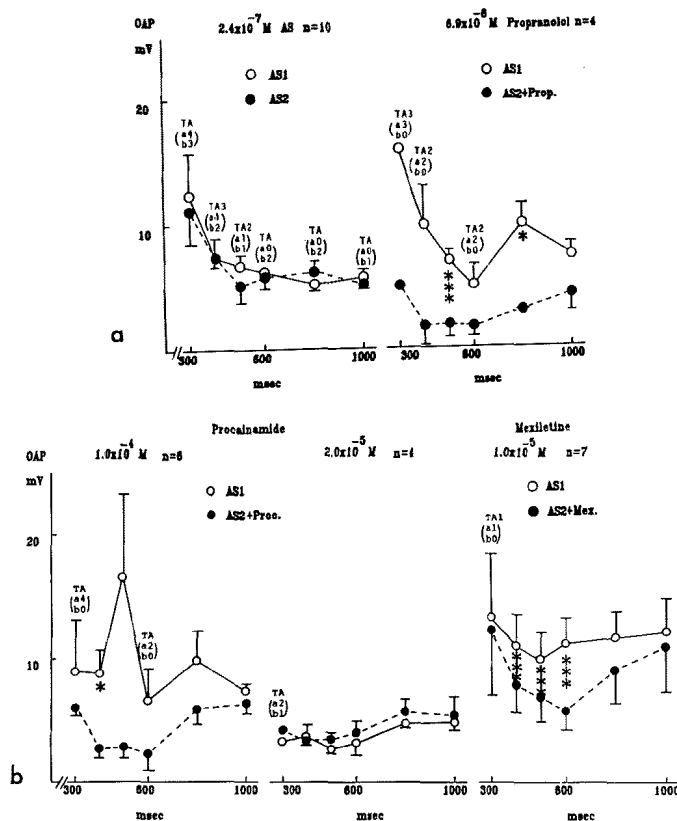 OAP
mV
2.4x10⁻⁷ M AS n=10
AS1
AS2
6.9x10⁻⁶ Propranolol n=4
AS1
AS2+Prop.
20
10
TA
(a4
b3)
TA3
(a4
b2)
TA2
(a1
b1)
TA
(a0
b2)
TA
(a0
b2)
TA
(a0
b1)
TA3
(a3
b0)
TA2
(a2
b0)
TA2
(a2
b0)
***
*
a
300
600
1000
msec
300
600
1000
msec
Procainamide
Mexiletine
OAP
mV
1.0x10⁻⁴ M n=6
2.0x10⁻⁵ M n=4
1.0x10⁻⁵ M n=7
AS1
AS2+Proc.
AS1
AS2+Mex.
20
10
TA
(a4
b0)
TA
(a2
b0)
TA
(a2
b1)
TA1
(a1
b0)
*
***
***
***
b
300
600
1000
msec
300
600
1000
msec
300
600
1000
msec